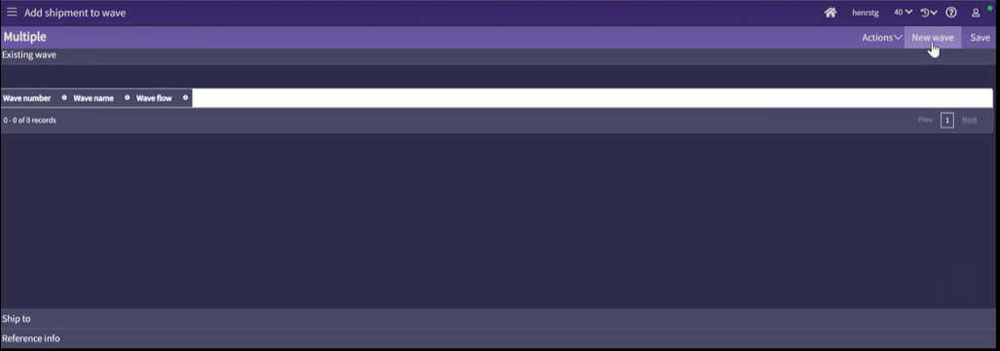 Add shipment to wave henrstg 40
Multiple Actions New wave Save
Existing wave
Wave number Wave name Wave flow
0 - 0 of 0 records Prev 1 Next
Ship to
Reference info